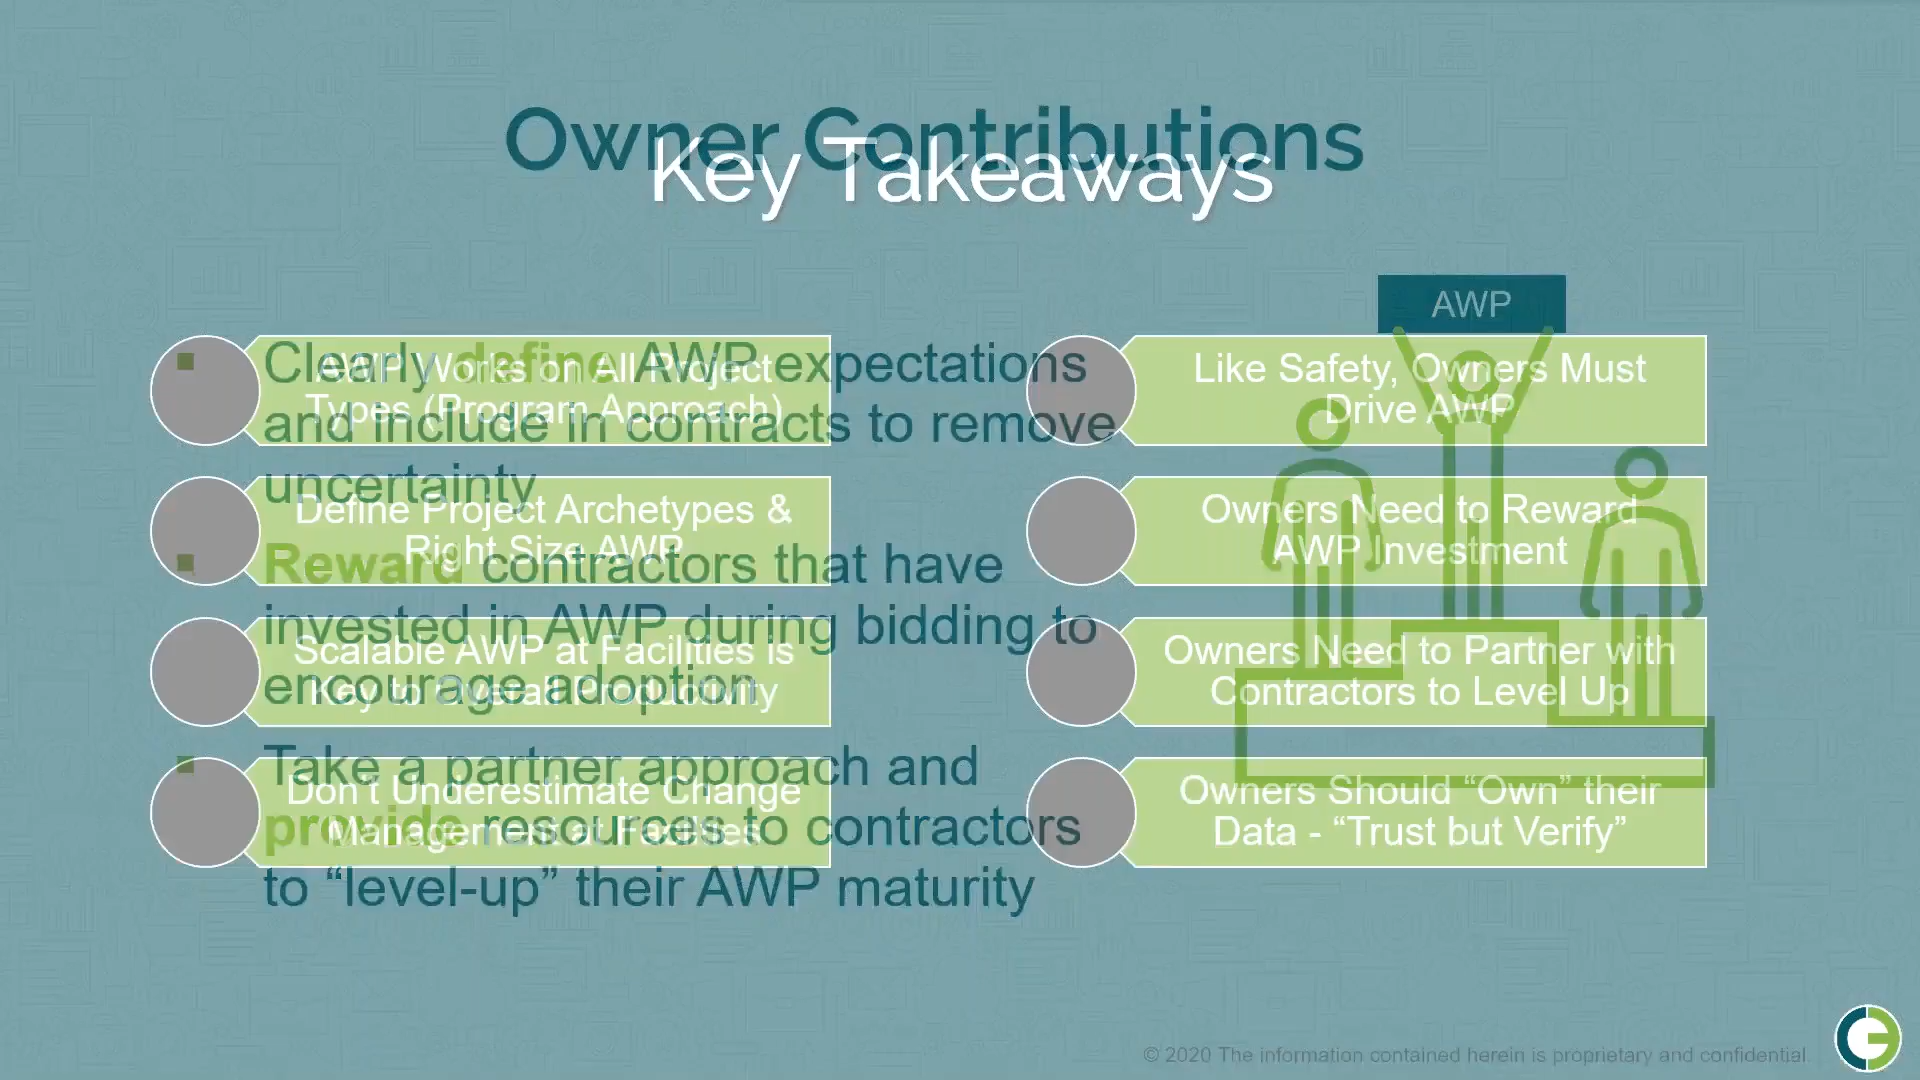 Owner Contributions
Clearly define AWP expectations
and include in contracts to remove
uncertainty
Reward contractors that have
invested in AWP during bidding to
encourage adoption
Take a partner approach and
provide resources to contractors
to “level-up” their AWP maturity
AWP
Key Takeaways
AWP Works on All Project
Types (Program Approach)
Define Project Archetypes &
Right Size AWP
Scalable AWP at Facilities is
Key to Overall Productivity
Don’t Underestimate Change
Management at Facilities
Like Safety, Owners Must
Drive AWP
Owners Need to Reward
AWP Investment
Owners Need to Partner with
Contractors to Level Up
Owners Should “Own” their
Data - “Trust but Verify”
© 2020 The information contained herein is proprietary and confidential.